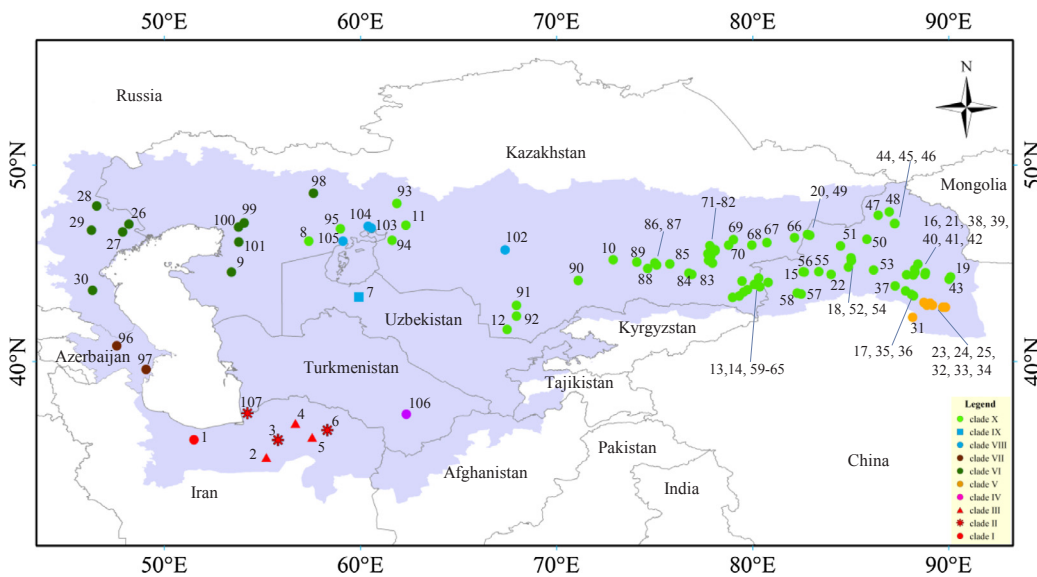 50°E
60°E
70°E
80°E
90°E
N
Russia
Kazakhstan
Mongolia
50°N
50°N
44, 45, 46
28
98
93
20, 49
47
48
29
26
27
100
99
95
8
104
103
105
11
94
86, 87
71-82
69
68
67
66
51
50
16, 21, 38, 39,
40, 41, 42
101
9
102
10
89
88
85
84
83
70
15
56
55
22
53
37
19
43
30
7
90
91
92
12
58
57
18, 52, 54
31
Uzbekistan
Kyrgyzstan
17, 35, 36
23, 24, 25,
32, 33, 34
96
97
Azerbaijan
40°N
40°N
Turkmenistan
Tajikistan
13,14, 59-65
107
106
1
2
3
4
5
6
Iran
Afghanistan
Pakistan
India
China
Legend
clade X
clade IX
clade VIII
clade VII
clade VI
clade V
clade IV
clade III
clade II
clade I
50°E
60°E
70°E
80°E
90°E